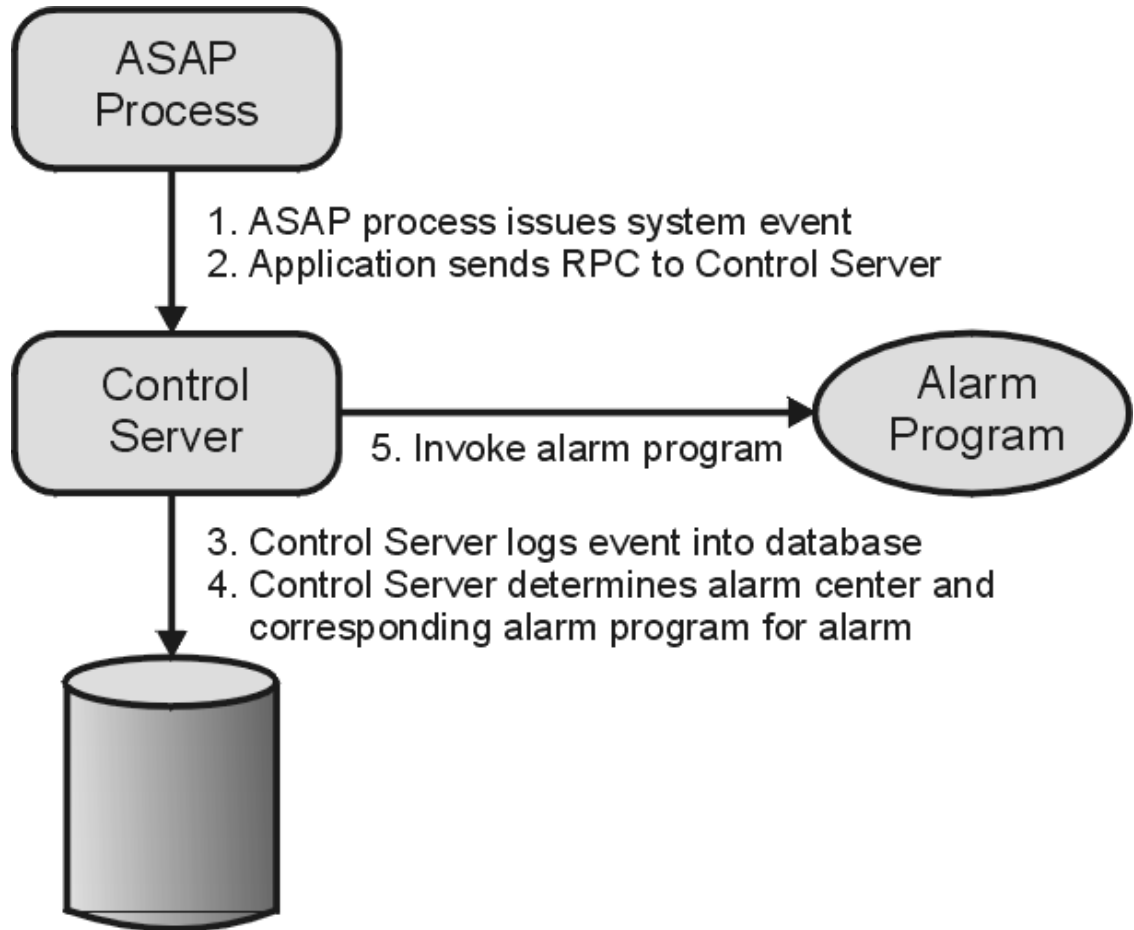 ASAP
Process
1. ASAP process issues system event
2. Application sends RPC to Control Server
Control
Server
Alarm
Program
5. Invoke alarm program
3. Control Server logs event into database
4. Control Server determines alarm center and
corresponding alarm program for alarm